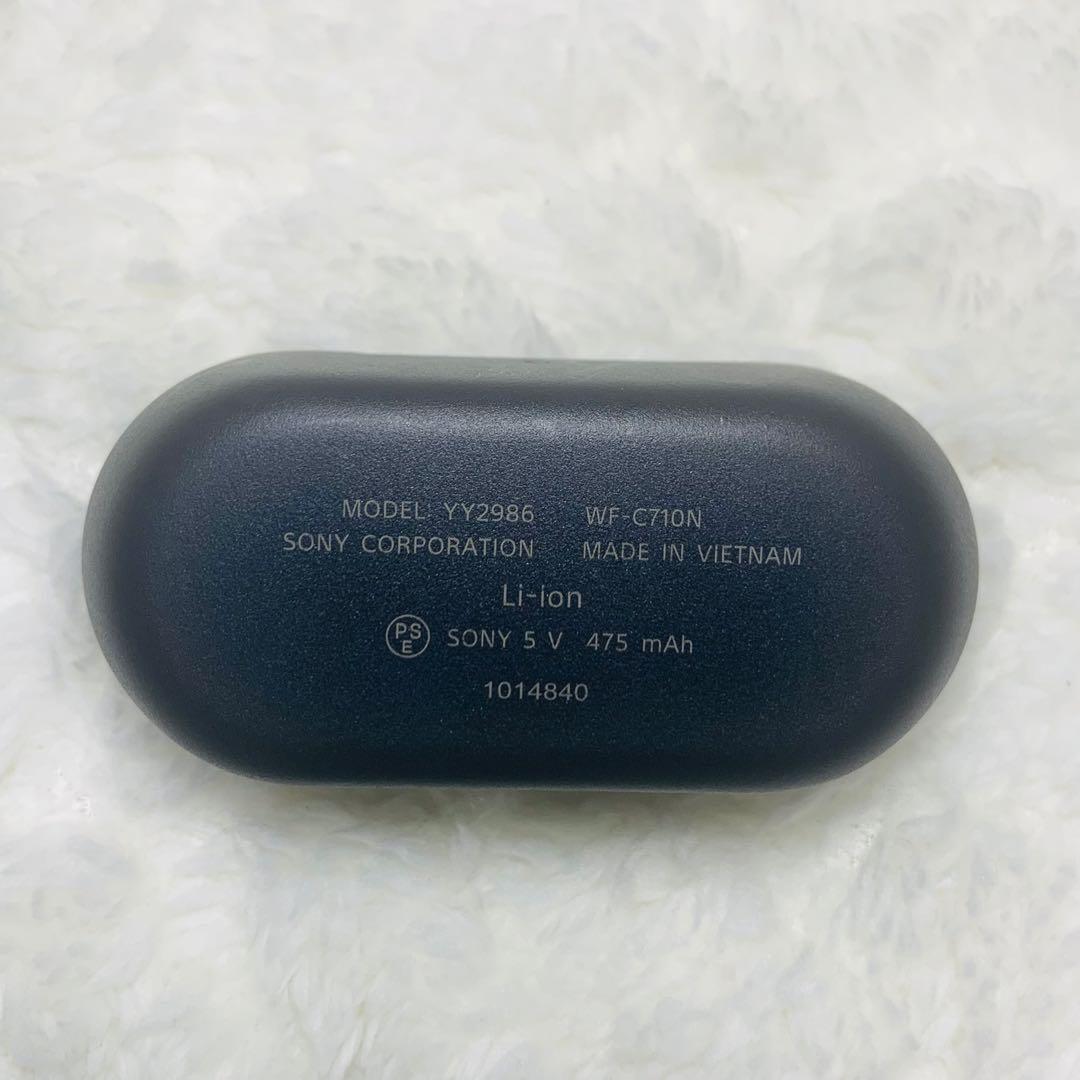 MODEL YY2986 WF-C710N
SONY CORPORATION MADE IN VIETNAM
Li-ion
PSE SONY 5 V 475 mAh
1014840